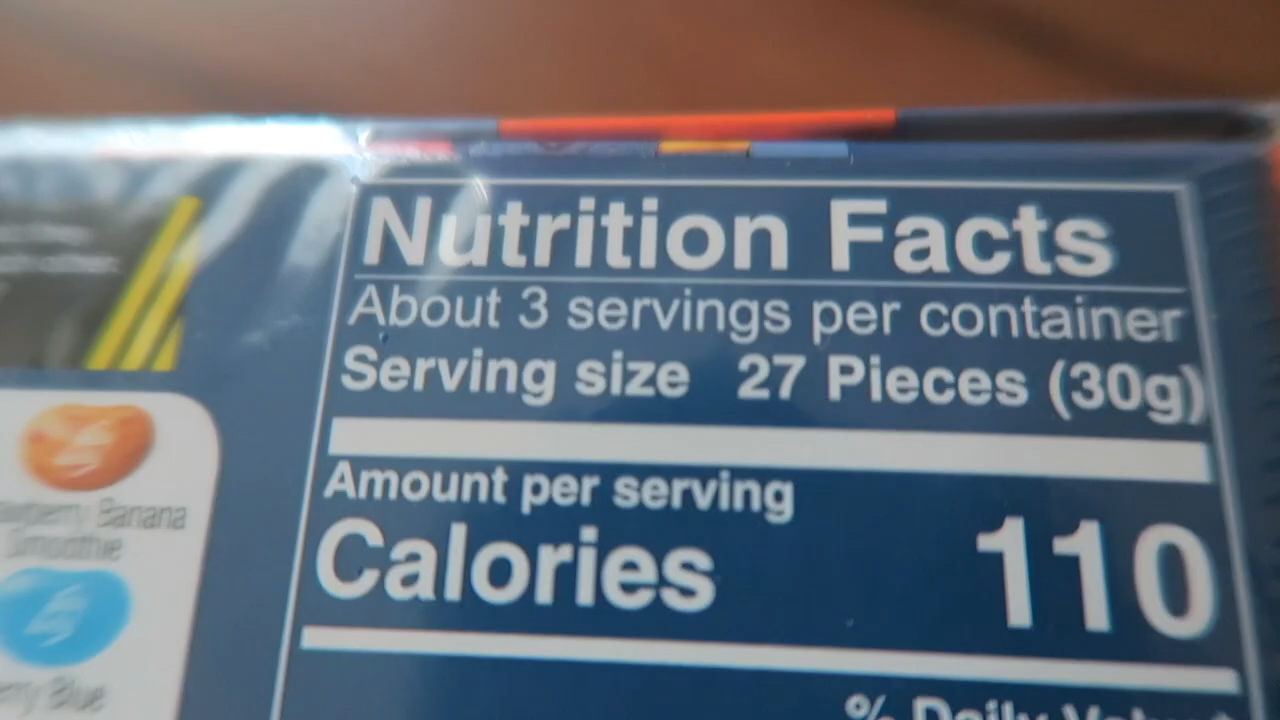 Nutrition Facts
About 3 servings per container
Serving size 27 Pieces (30g)
Amount per serving
Calories 110
% Daily
Banana
Smoothie
Blue